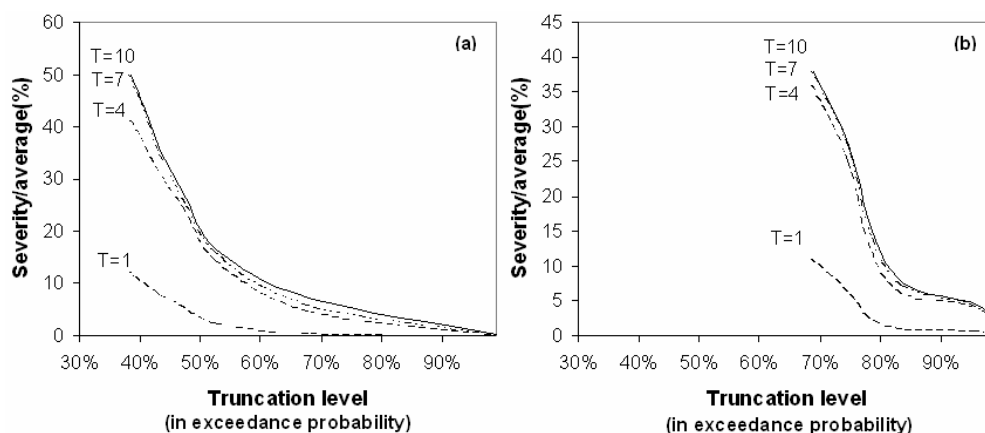 Severity/average(%)
60
50
40
30
20
10
0
(a)
T=10
T=7
T=4
T=1
30% 40% 50% 60% 70% 80% 90%
Truncation level
(in exceedance probability)
Severity/average(%)
45
40
35
30
25
20
15
10
5
0
(b)
T=10
T=7
T=4
T=1
30% 40% 50% 60% 70% 80% 90%
Truncation level
(in exceedance probability)